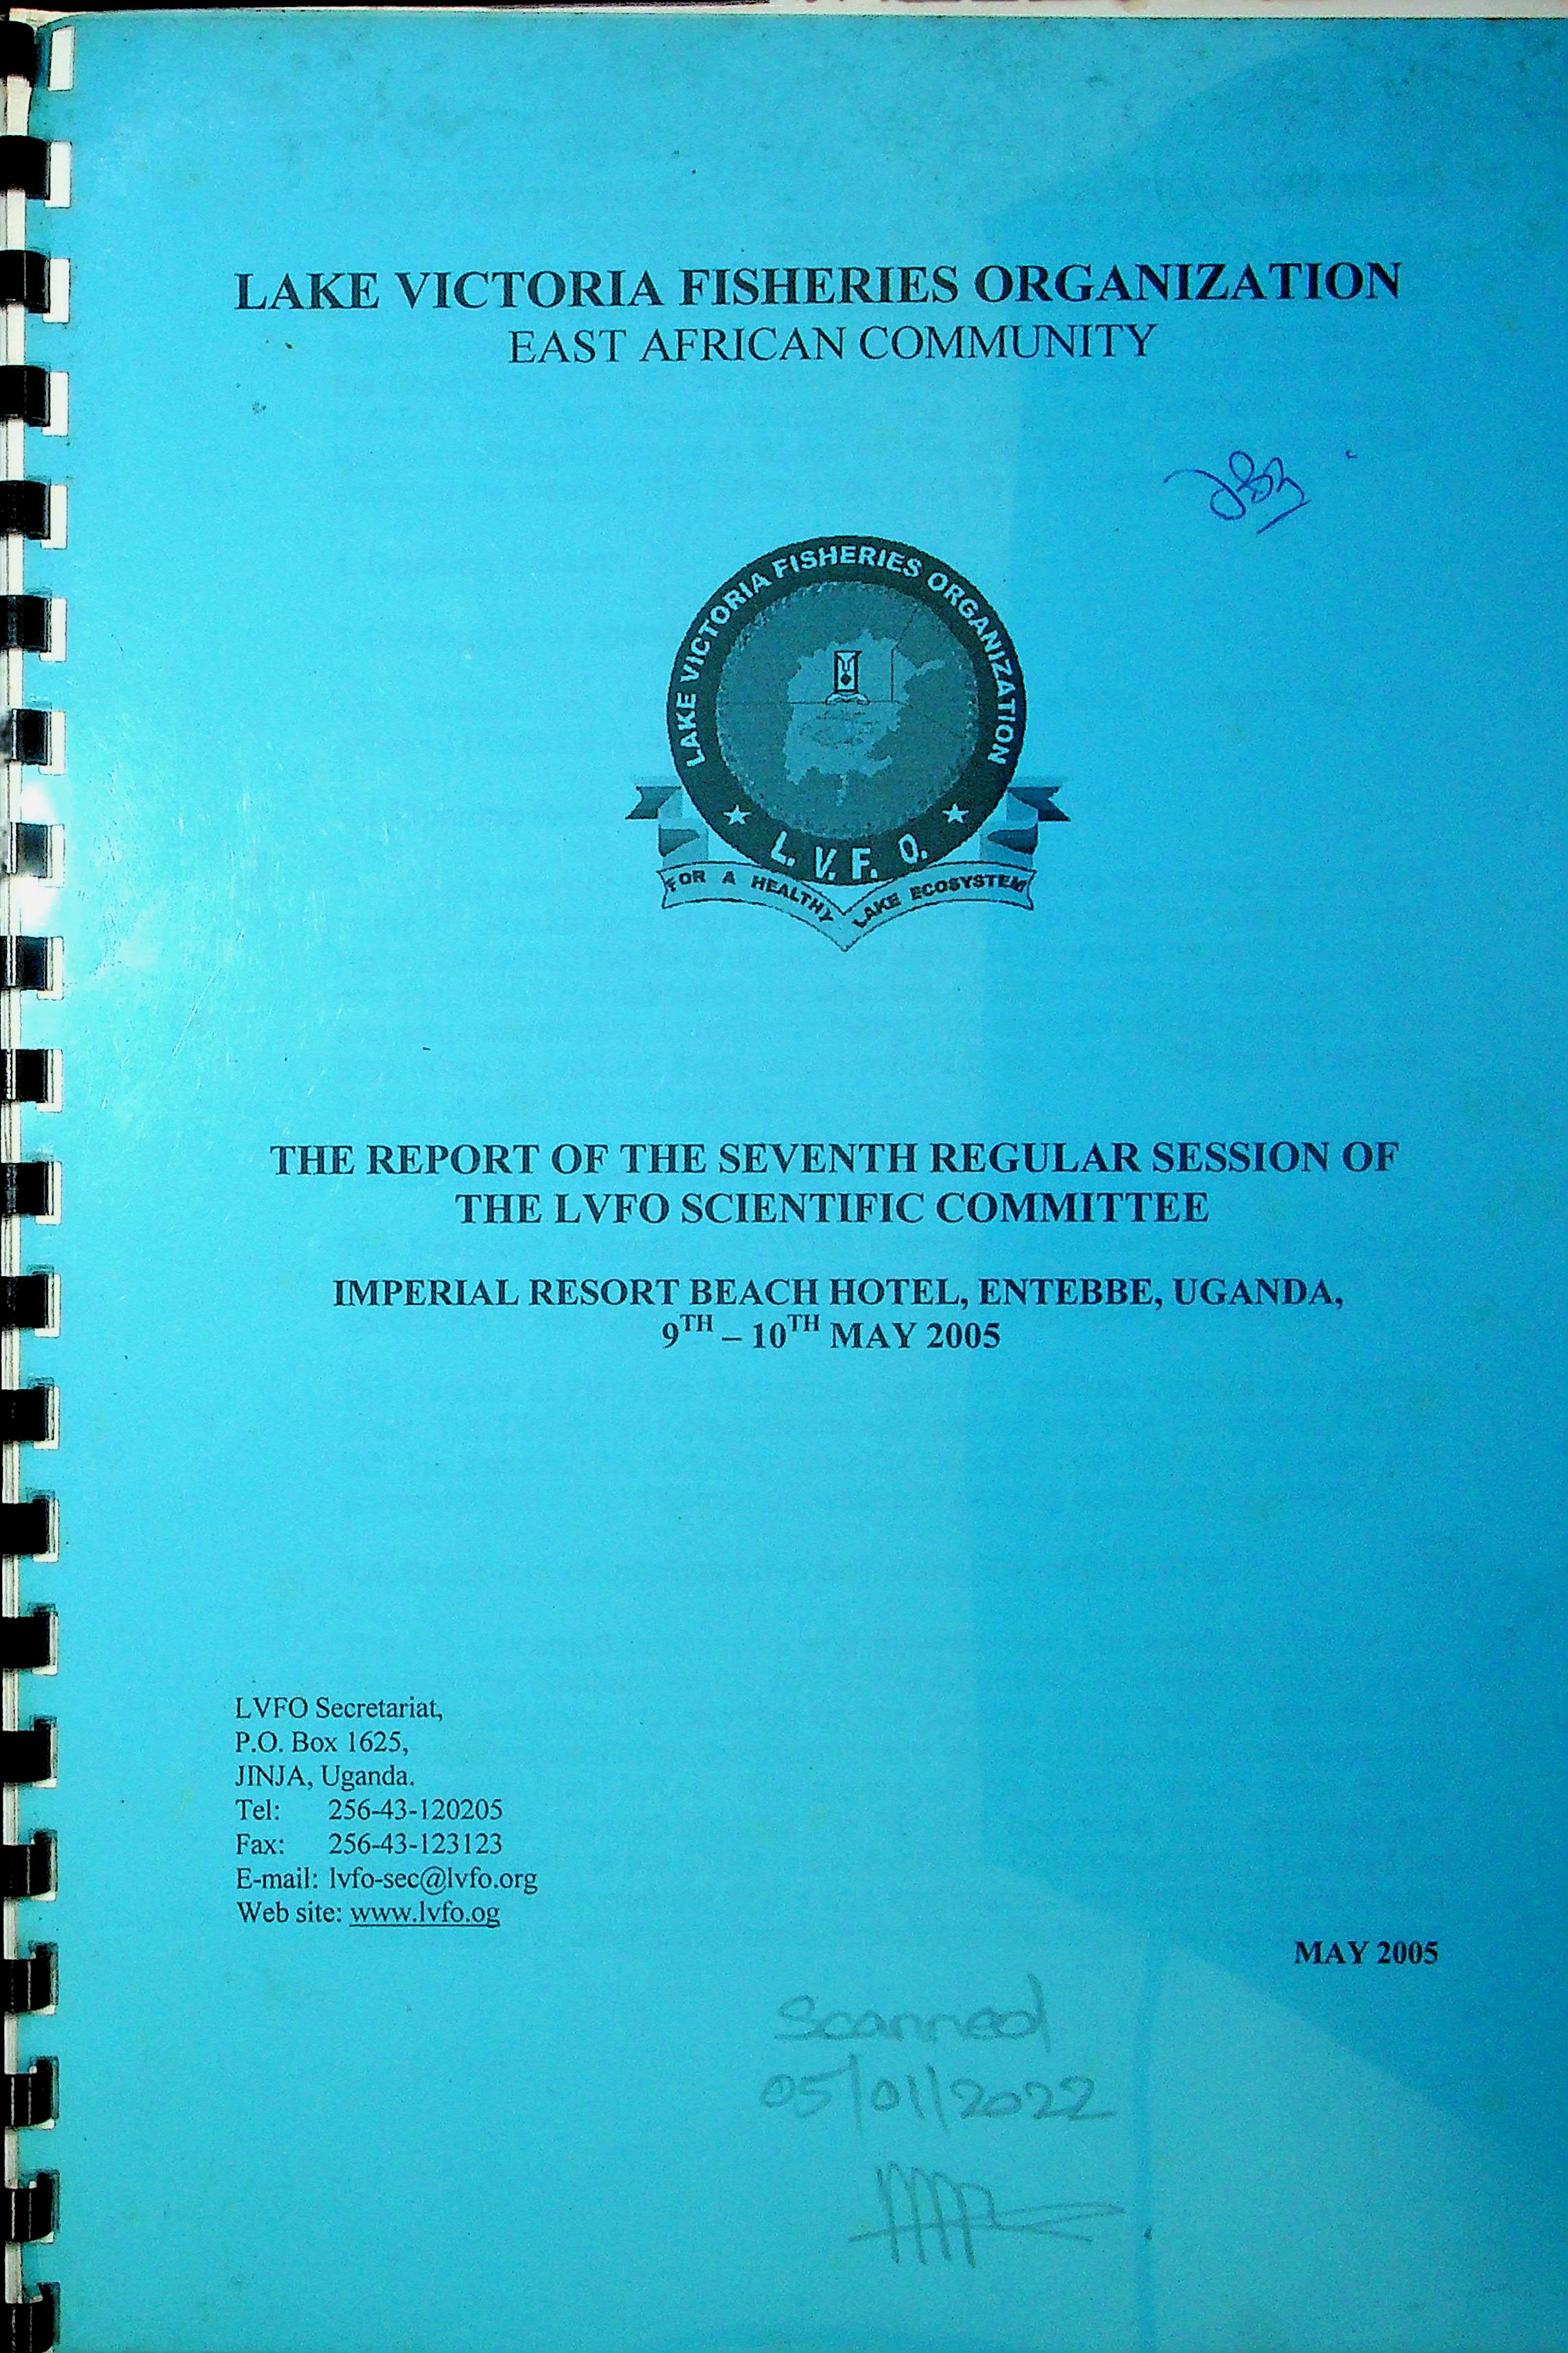 LAKE VICTORIA FISHERIES ORGANIZATION
EAST AFRICAN COMMUNITY
LAKE VICTORIA FISHERIES ORGANIZATION
L. V. F. O.
FOR A HEALTHY LAKE ECOSYSTEM
THE REPORT OF THE SEVENTH REGULAR SESSION OF
THE LVFO SCIENTIFIC COMMITTEE
IMPERIAL RESORT BEACH HOTEL, ENTEBBE, UGANDA,
9TH – 10TH MAY 2005
LVFO Secretariat,
P.O. Box 1625,
JINJA, Uganda.
Tel: 256-43-120205
Fax: 256-43-123123
E-mail: lvfo-sec@lvfo.org
Web site: www.lvfo.og
MAY 2005
Scanned
05/01/2022